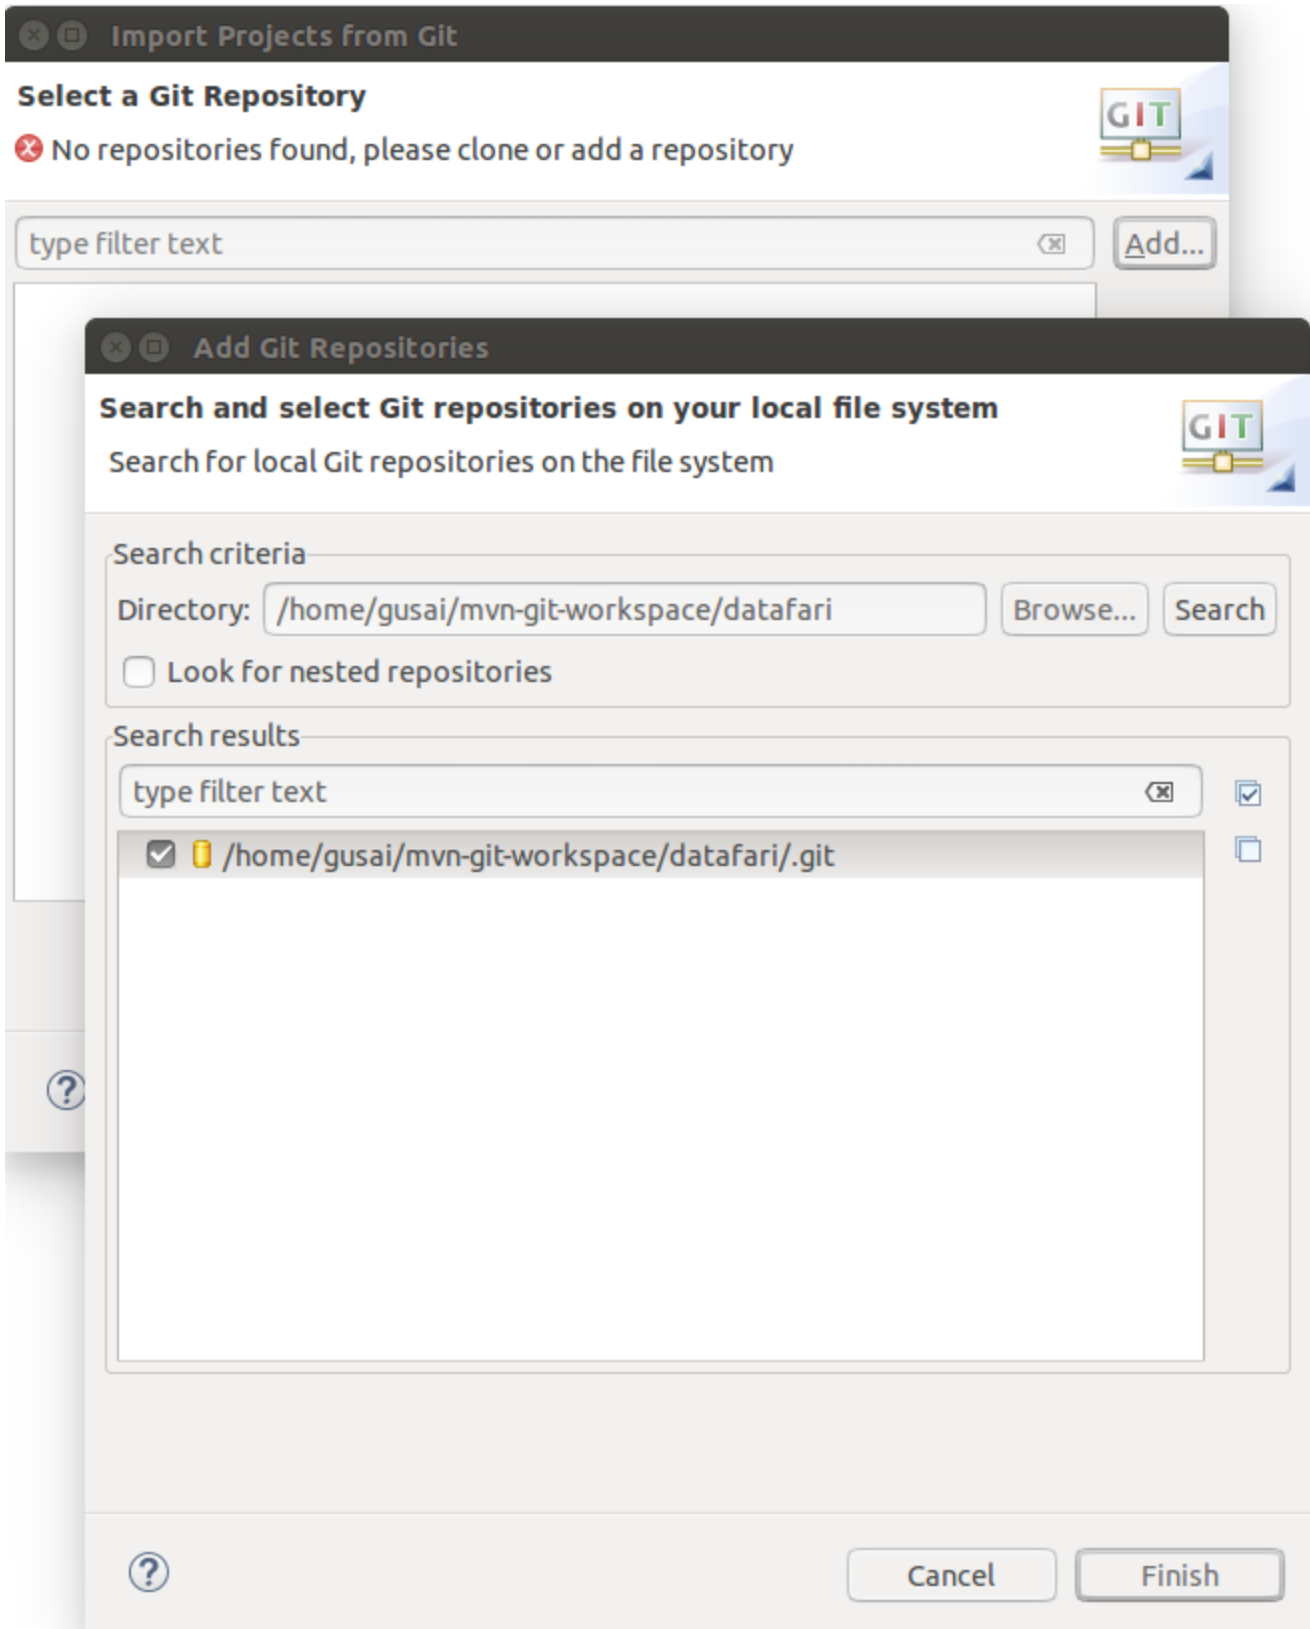 Import Projects from Git
Select a Git Repository
No repositories found, please clone or add a repository
GIT
type filter text
Add...
Add Git Repositories
Search and select Git repositories on your local file system
Search for local Git repositories on the file system
GIT
Search criteria
Directory: /home/gusai/mvn-git-workspace/datafari Browse... Search
Look for nested repositories
Search results
type filter text
/home/gusai/mvn-git-workspace/datafari/.git
?
?
Cancel Finish